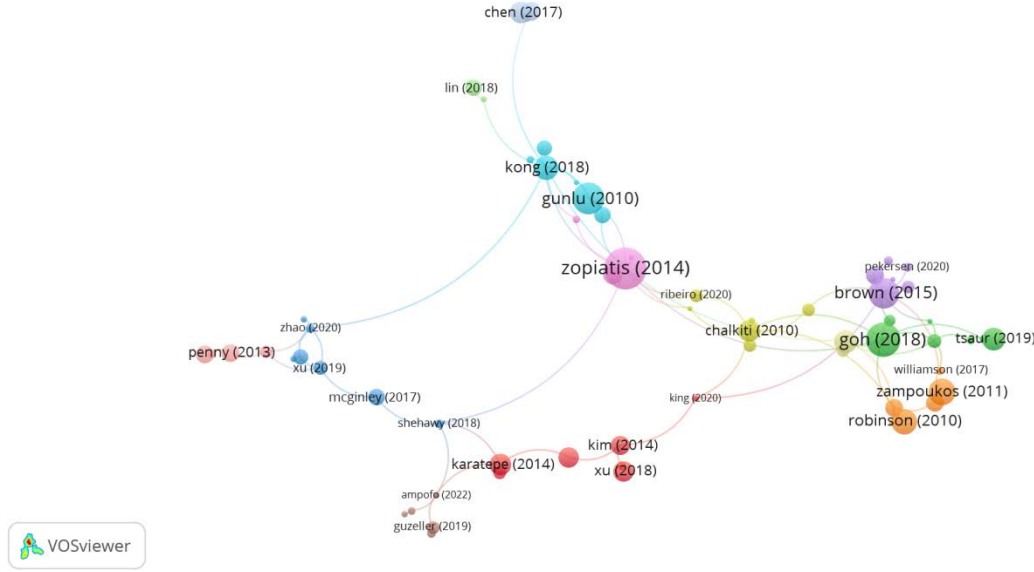 chen (2017)
lin (2018)
kong (2018)
gunlu (2010)
zopiatis (2014)
pekersen (2020)
ribeiro (2020)
brown (2015)
zhao (2020)
chalkiti (2010)
goh (2018)
tsaur (2019)
penny (2013)
xu (2019)
williamson (2017)
mcginley (2017)
zampoukos (2011)
king (2020)
shehawy (2018)
robinson (2010)
kim (2014)
karatepe (2014)
xu (2018)
ampofo (2022)
guzeller (2019)
VOSviewer